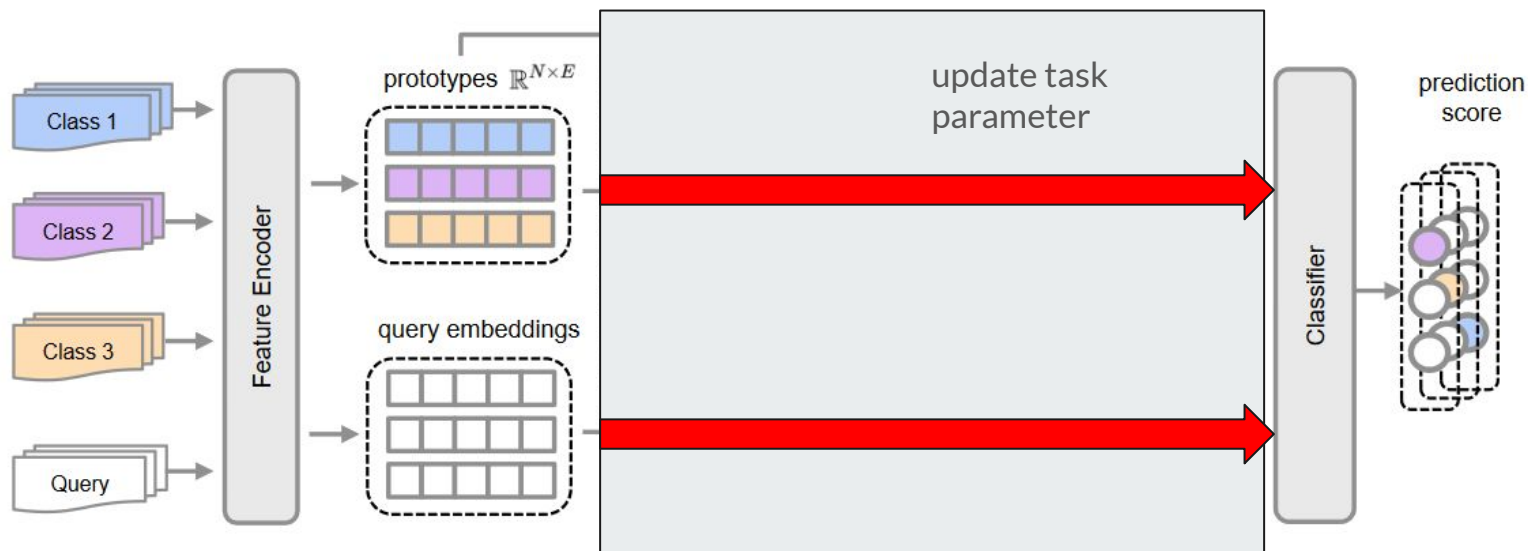 Class 1
Class 2
Class 3
Query
Feature Encoder
prototypes ℝ^{N×E}
query embeddings
update task
parameter
Classifier
prediction
score